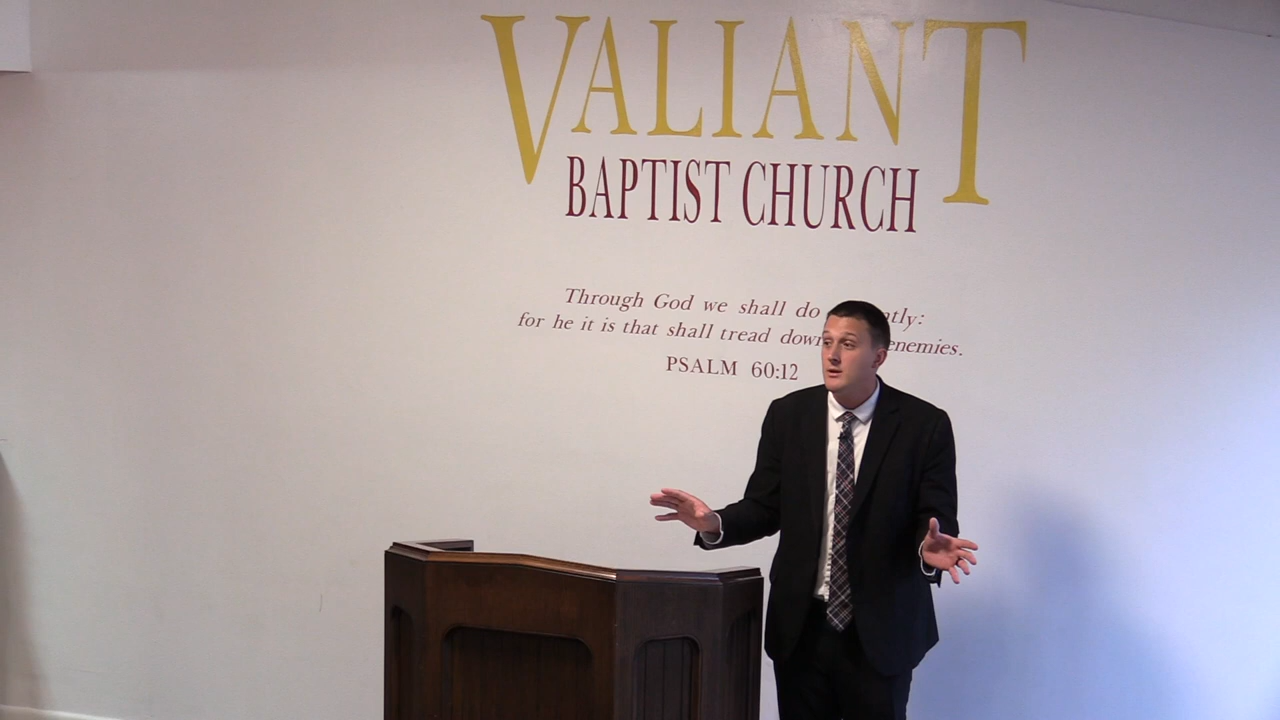 VALIANT
BAPTIST CHURCH
Through God we shall do
for he it is that shall tread down enemies.
PSALM 60:12